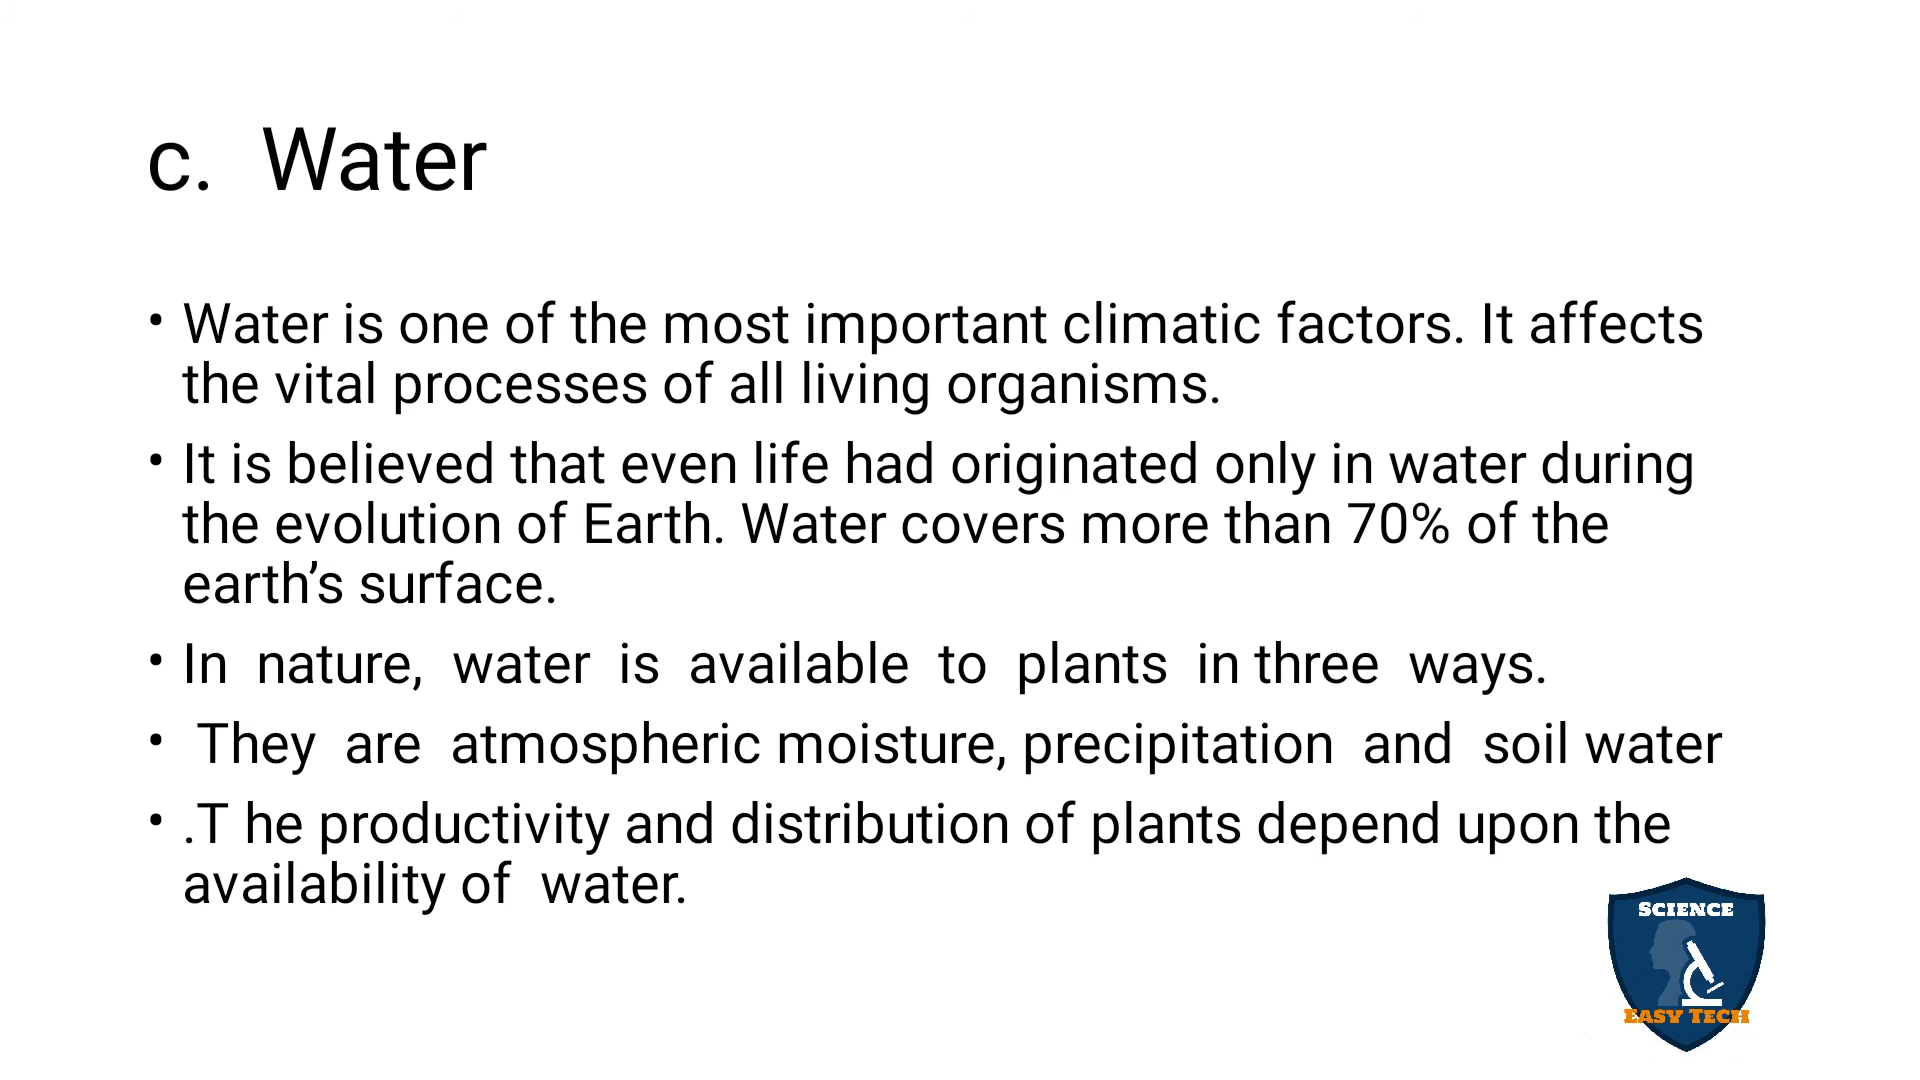 c. Water
• Water is one of the most important climatic factors. It affects
the vital processes of all living organisms.
• It is believed that even life had originated only in water during
the evolution of Earth. Water covers more than 70% of the
earth’s surface.
• In nature, water is available to plants in three ways.
• They are atmospheric moisture, precipitation and soil water
• .T he productivity and distribution of plants depend upon the
availability of water.
SCIENCE
EASY TECH